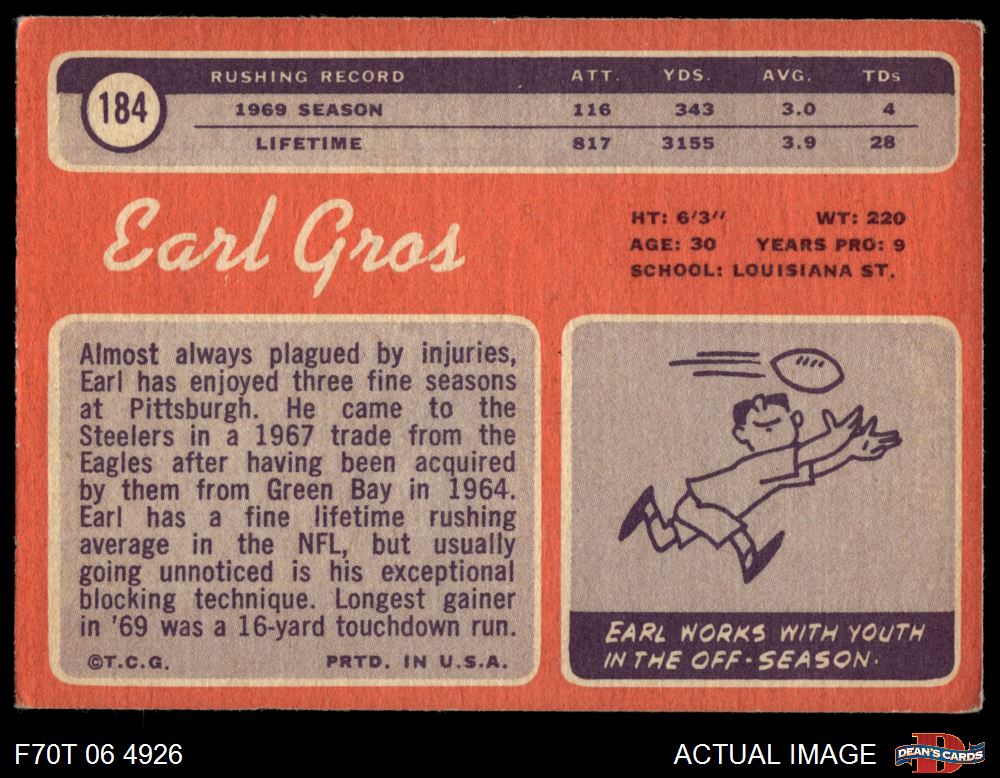 184
RUSHING RECORD ATT. YDS. AVG. TDs
1969 SEASON 116 343 3.0 4
LIFETIME 817 3155 3.9 28
Earl Gros
HT: 6'3" WT: 220
AGE: 30 YEARS PRO: 9
SCHOOL: LOUISIANA ST.
Almost always plagued by injuries,
Earl has enjoyed three fine seasons
at Pittsburgh. He came to the
Steelers in a 1967 trade from the
Eagles after having been acquired
by them from Green Bay in 1964.
Earl has a fine lifetime rushing
average in the NFL, but usually
going unnoticed is his exceptional
blocking technique. Longest gainer
in '69 was a 16-yard touchdown run.
©T.C.G. PRTD. IN U.S.A.
EARL WORKS WITH YOUTH
IN THE OFF-SEASON.
F70T 06 4926
ACTUAL IMAGE
D
DEAN'S CARDS